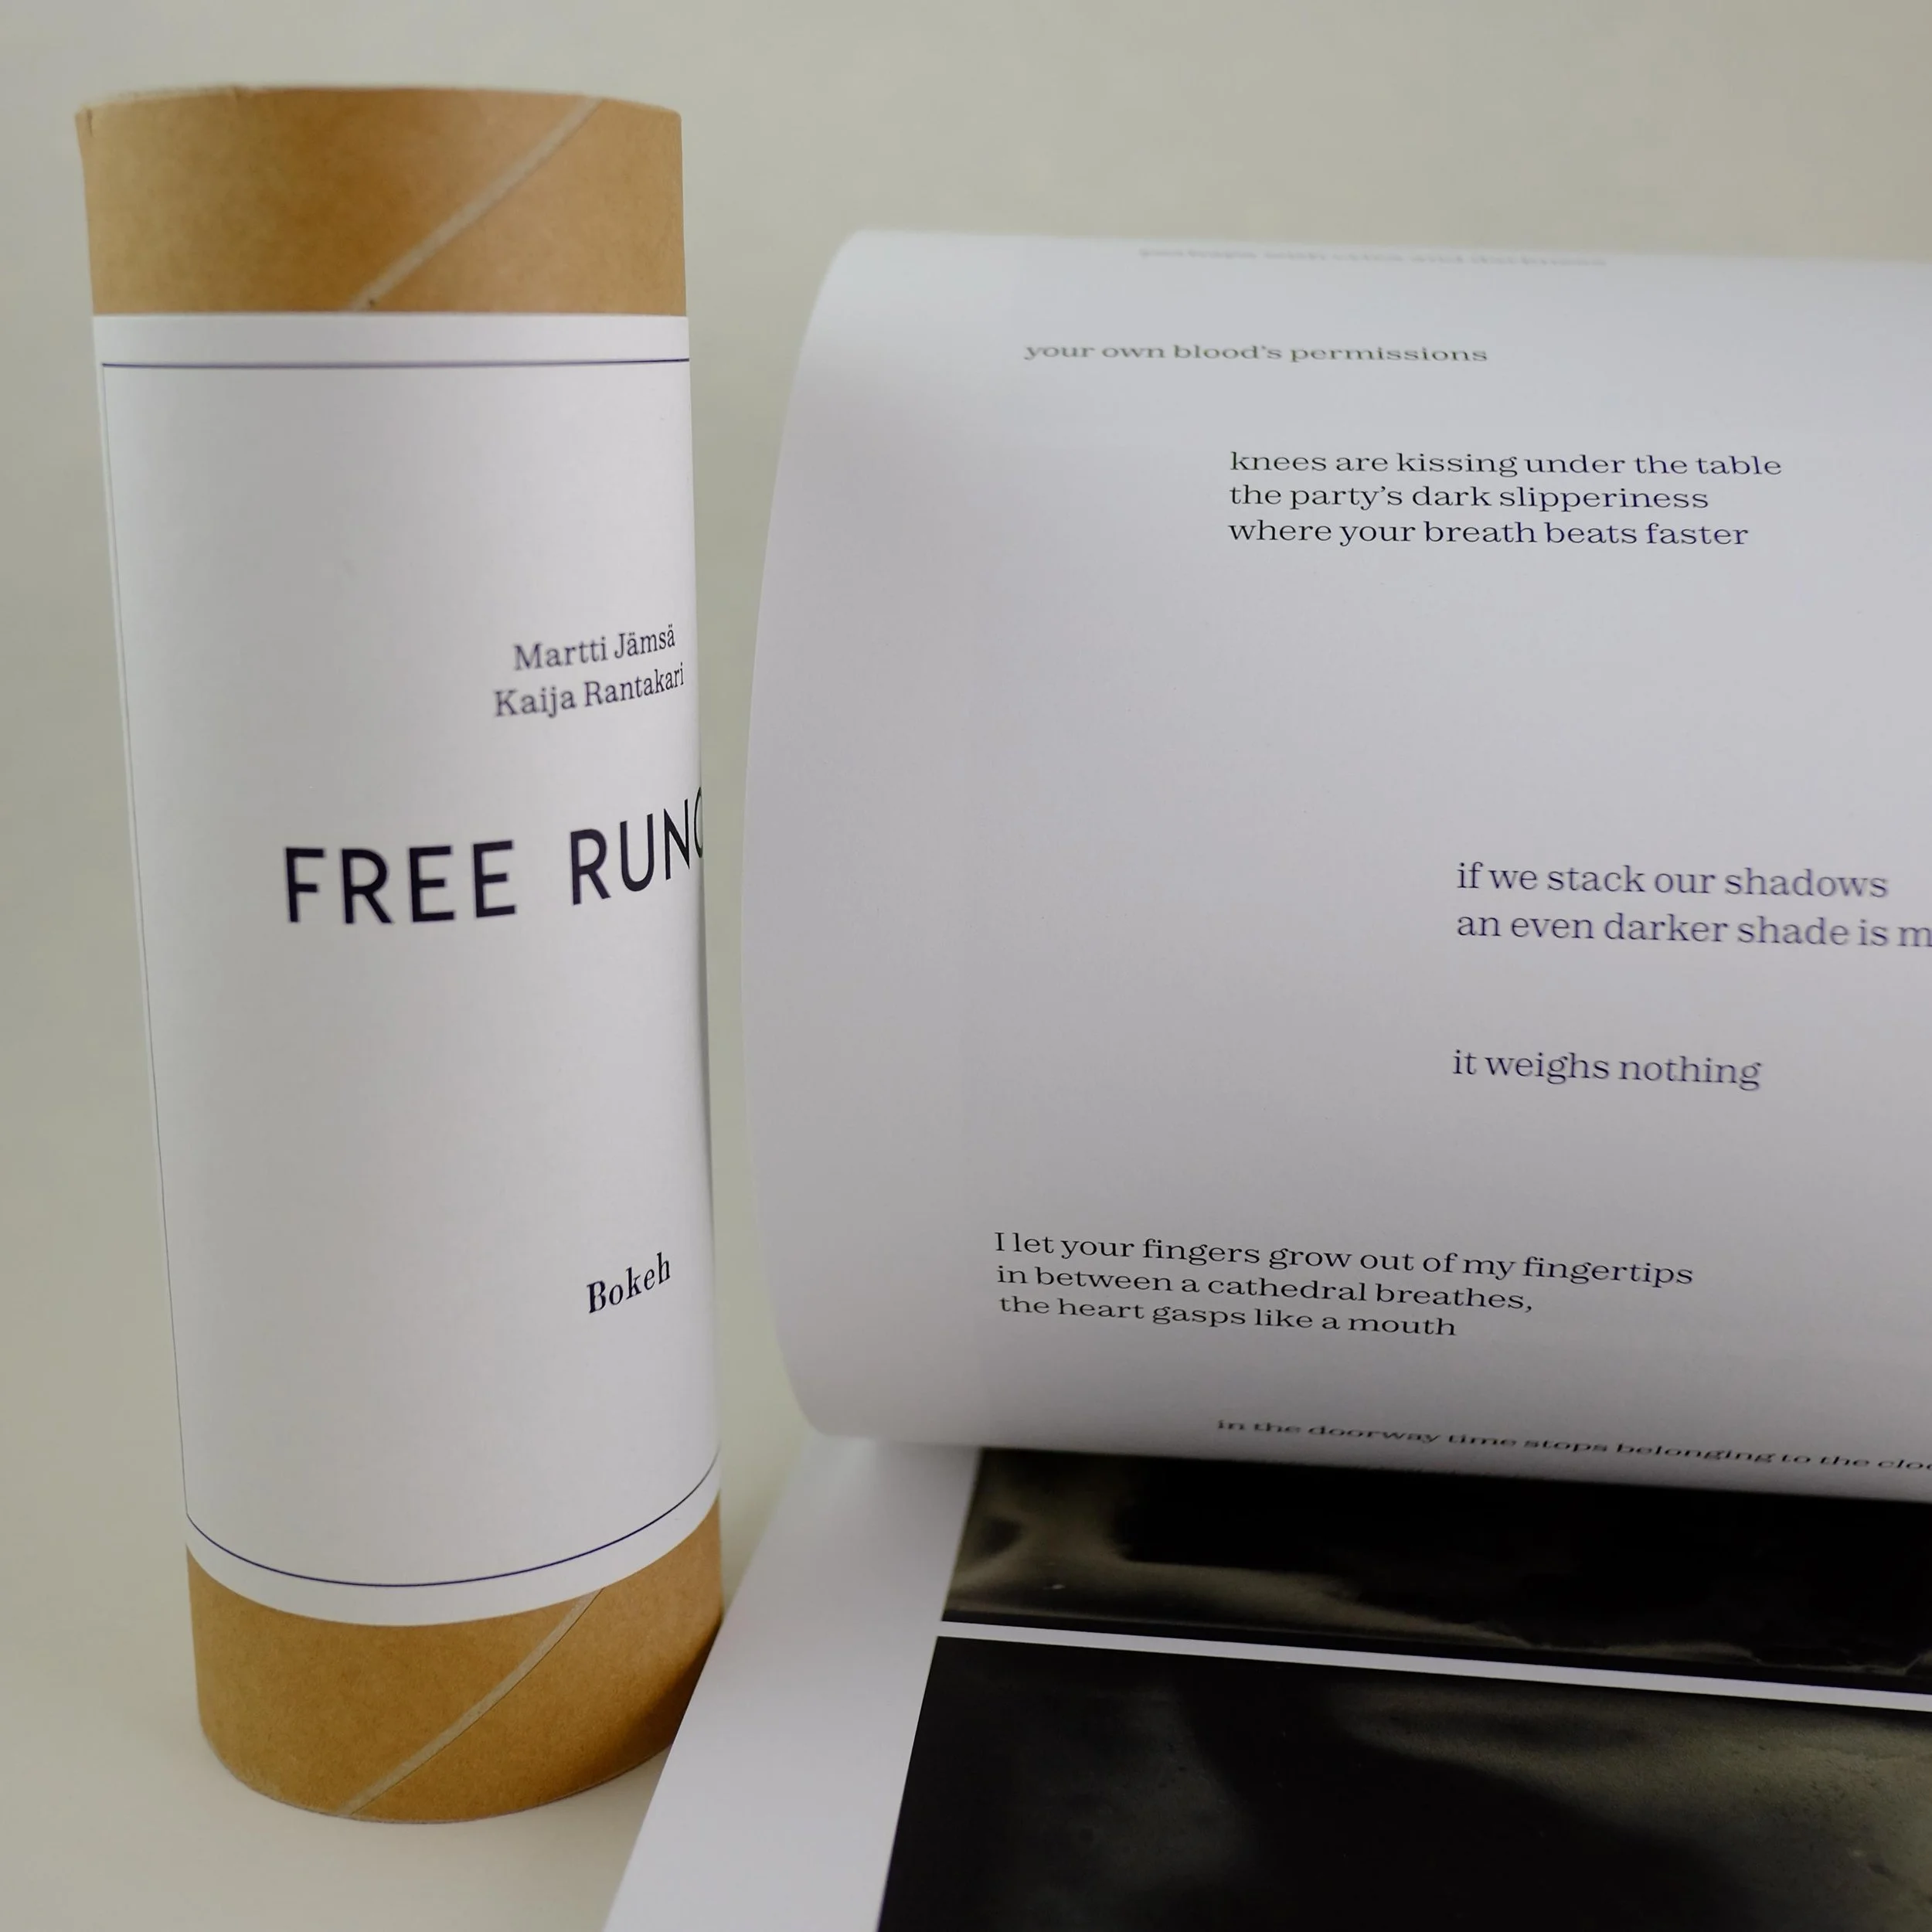 Martti Jämsä
Kaija Rantakari
FREE RUN
Bokeh
your own blood's permissions
knees are kissing under the table
the party's dark slipperiness
where your breath beats faster
if we stack our shadows
an even darker shade is
it weighs nothing
I let your fingers grow out of my fingertips
in between a cathedral breathes,
the heart gasps like a mouth
in the doorway time stops belonging to the